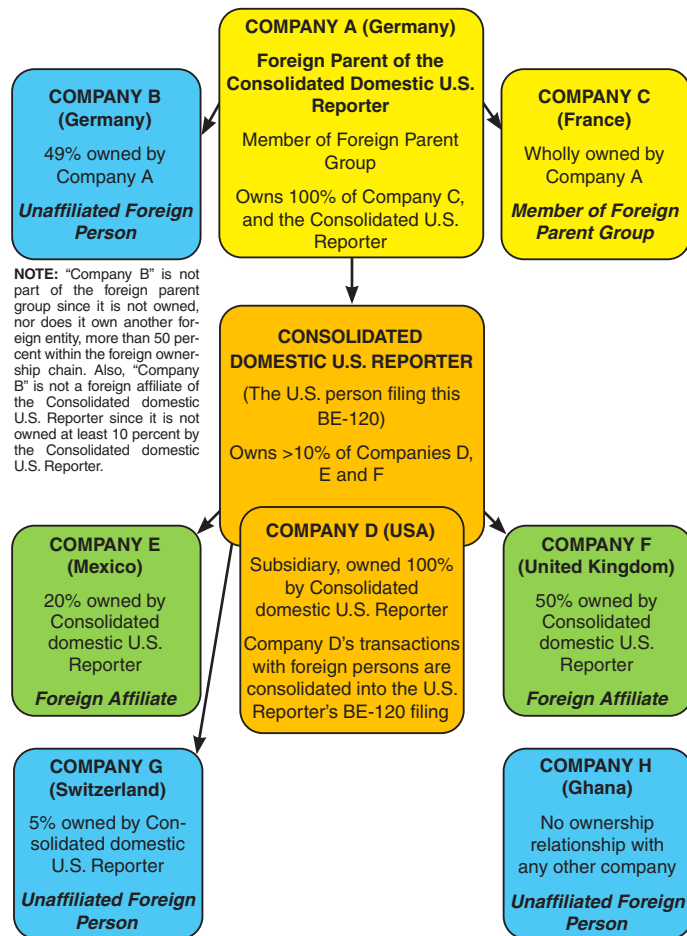 COMPANY A (Germany)
Foreign Parent of the
Consolidated Domestic U.S.
Reporter
Member of Foreign Parent
Group
Owns 100% of Company C,
and the Consolidated U.S.
Reporter
COMPANY B
(Germany)
49% owned by
Company A
Unaffiliated Foreign
Person
COMPANY C
(France)
Wholly owned by
Company A
Member of Foreign
Parent Group
NOTE: “Company B” is not
part of the foreign parent
group since it is not owned,
nor does it own another for-
eign entity, more than 50 per-
cent within the foreign owner-
ship chain. Also, “Company
B” is not a foreign affiliate of
the Consolidated domestic
U.S. Reporter since it is not
owned at least 10 percent by
the Consolidated domestic
U.S. Reporter.
CONSOLIDATED
DOMESTIC U.S. REPORTER
(The U.S. person filing this
BE-120)
Owns >10% of Companies D,
E and F
COMPANY E
(Mexico)
20% owned by
Consolidated
domestic U.S.
Reporter
Foreign Affiliate
COMPANY D (USA)
Subsidiary, owned 100%
by Consolidated
domestic U.S. Reporter
Company D’s transactions
with foreign persons are
consolidated into the U.S.
Reporter’s BE-120 filing
COMPANY F
(United Kingdom)
50% owned by
Consolidated
domestic U.S.
Reporter
Foreign Affiliate
COMPANY G
(Switzerland)
5% owned by Con-
solidated domestic
U.S. Reporter
Unaffiliated Foreign
Person
COMPANY H
(Ghana)
No ownership
relationship with
any other company
Unaffiliated Foreign
Person